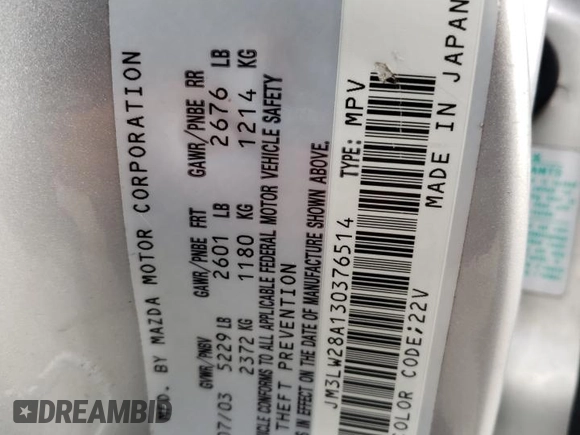 MFD. BY MAZDA MOTOR CORPORATION
GVWR/PNBV GAWR/PNBE FRT GAWR/PNBE RR
07/03 5229 LB 2601 LB 2676 LB
2372 KG 1180 KG 1214 KG
VEHICLE CONFORMS TO ALL APPLICABLE FEDERAL MOTOR VEHICLE SAFETY
THEFT PREVENTION
IN EFFECT ON THE DATE OF MANUFACTURE SHOWN ABOVE.
JM3LW28A130376514 TYPE: MPV
COLOR CODE;22V MADE IN JAPAN
DREAMBID